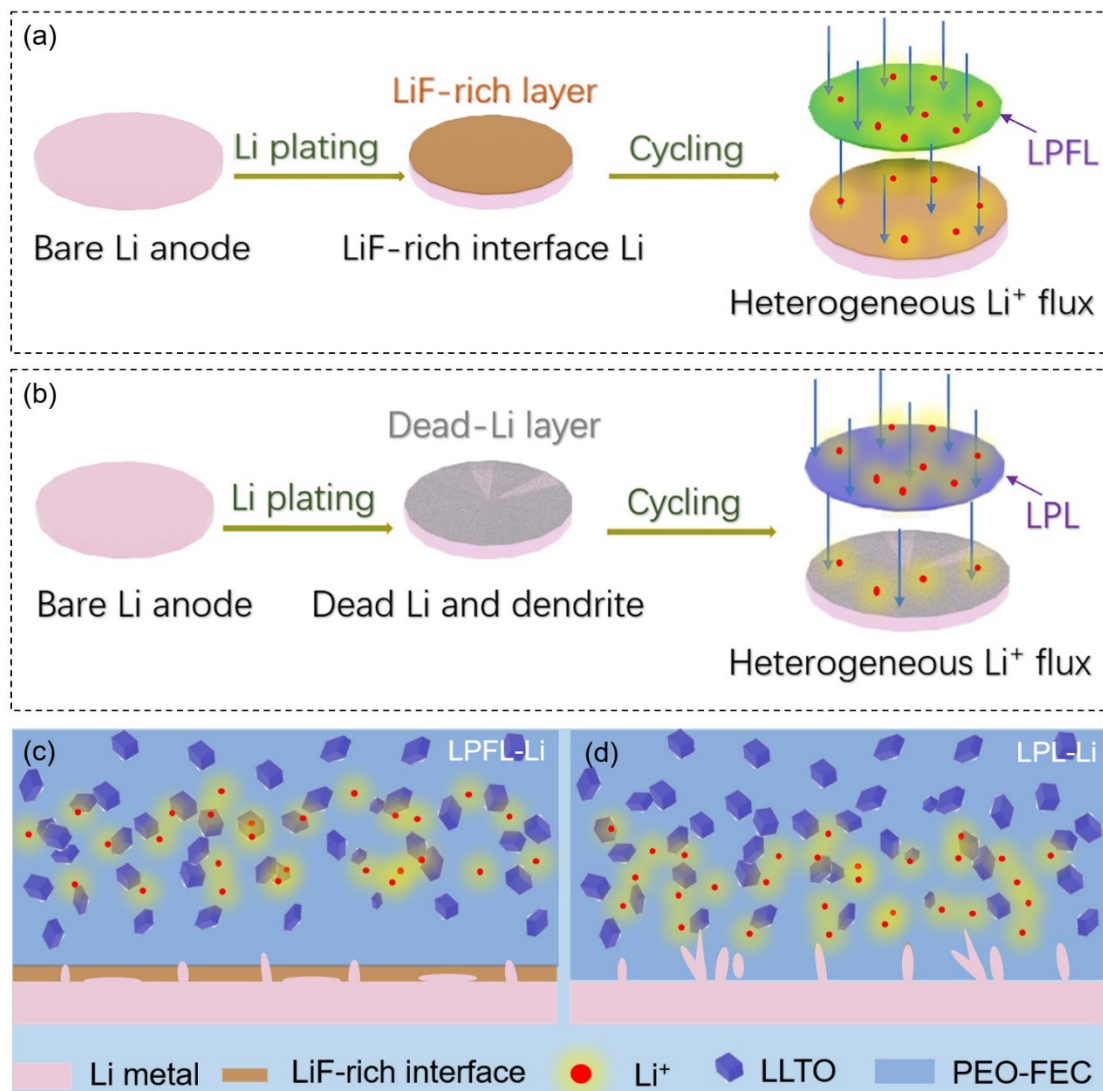 (a)
LiF-rich layer
Li plating
Cycling
LPFL
Bare Li anode
LiF-rich interface Li
Heterogeneous Li⁺ flux
(b)
Dead-Li layer
Li plating
Cycling
LPL
Bare Li anode
Dead Li and dendrite
Heterogeneous Li⁺ flux
(c)
LPFL-Li
(d)
LPL-Li
Li metal
LiF-rich interface
Li⁺
LLTO
PEO-FEC